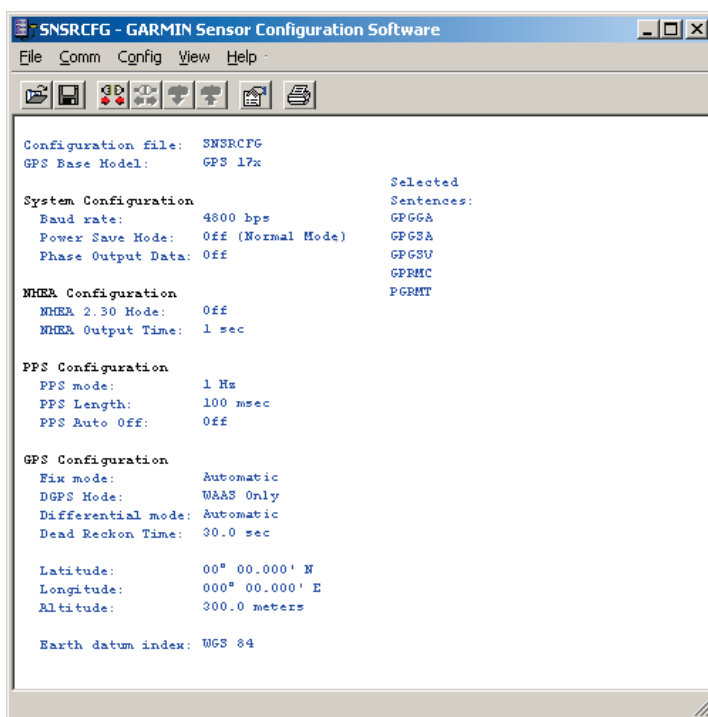 SNSRCFG - GARMIN Sensor Configuration Software
File Comm Config View Help
Configuration file: SNSRCFG
GPS Base Model: GPS 17x
Selected
System Configuration Sentences:
Baud rate: 4800 bps GPGGA
Power Save Mode: Off (Normal Mode) GPGSA
Phase Output Data: Off GPGSV
GPRMC
NMEA Configuration PGRMT
NMEA 2.30 Mode: Off
NMEA Output Time: 1 sec
PPS Configuration
PPS mode: 1 Hz
PPS Length: 100 msec
PPS Auto Off: Off
GPS Configuration
Fix mode: Automatic
DGPS Mode: WAAS Only
Differential mode: Automatic
Dead Reckon Time: 30.0 sec
Latitude: 00° 00.000' N
Longitude: 000° 00.000' E
Altitude: 300.0 meters
Earth datum index: WGS 84